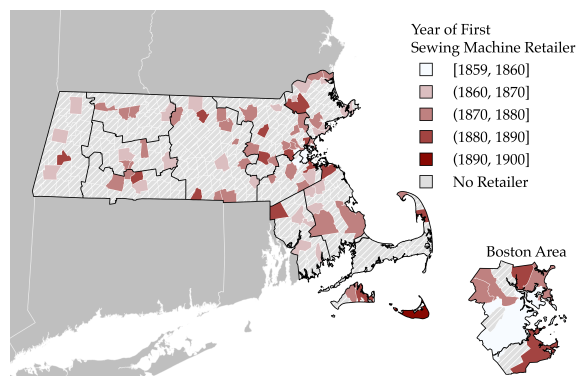 Year of First
Sewing Machine Retailer
[1859, 1860]
(1860, 1870]
(1870, 1880]
(1880, 1890]
(1890, 1900]
No Retailer
Boston Area